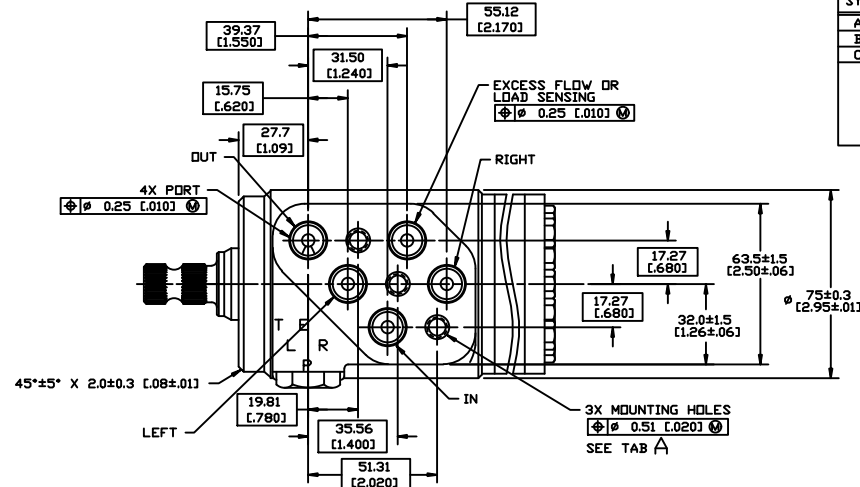 55.12
[2.170]
39.37
[1.550]
31.50
[1.240]
15.75
[.620]
27.7
[1.09]
OUT
4X PORT
⌖ ø 0.25 [.010] Ⓜ
EXCESS FLOW OR
LOAD SENSING
⌖ ø 0.25 [.010] Ⓜ
RIGHT
A
17.27
[.680]
63.5±1.5
[2.50±.06]
ø 75±0.3
[2.95±.01]
17.27
[.680]
32.0±1.5
[1.26±.06]
T E
L R
P
45°±5° X 2.0±0.3 [.08±.01]
19.81
[.780]
LEFT
35.56
[1.400]
51.31
[2.020]
IN
3X MOUNTING HOLES
⌖ ø 0.51 [.020] Ⓜ
SEE TAB A